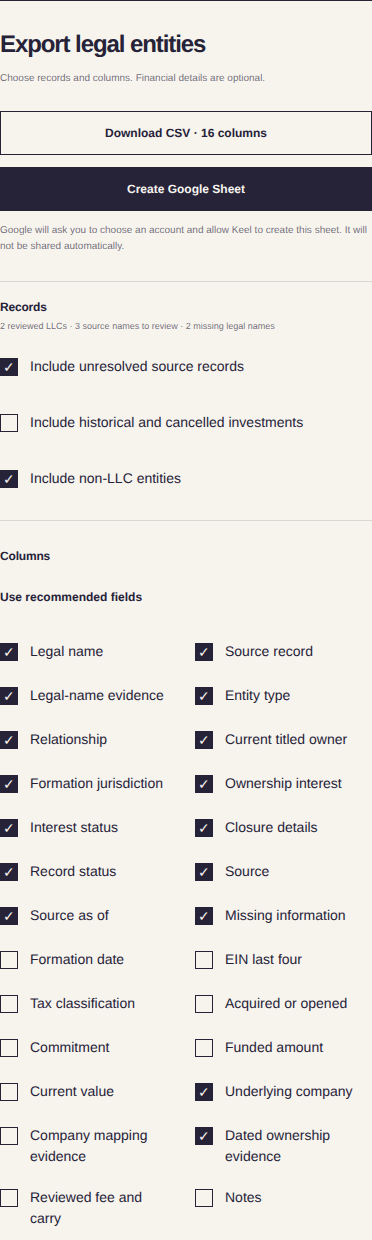 Export legal entities
Choose records and columns. Financial details are optional.
Download CSV · 16 columns
Create Google Sheet
Google will ask you to choose an account and allow Keel to create this sheet. It will
not be shared automatically.
Records
2 reviewed LLCs · 3 source names to review · 2 missing legal names
Include unresolved source records
Include historical and cancelled investments
Include non-LLC entities
Columns
Use recommended fields
Legal name
Source record
Legal-name evidence
Entity type
Relationship
Current titled owner
Formation jurisdiction
Ownership interest
Interest status
Closure details
Record status
Source
Source as of
Missing information
Formation date
EIN last four
Tax classification
Acquired or opened
Commitment
Funded amount
Current value
Underlying company
Company mapping
evidence
Dated ownership
evidence
Reviewed fee and
carry
Notes